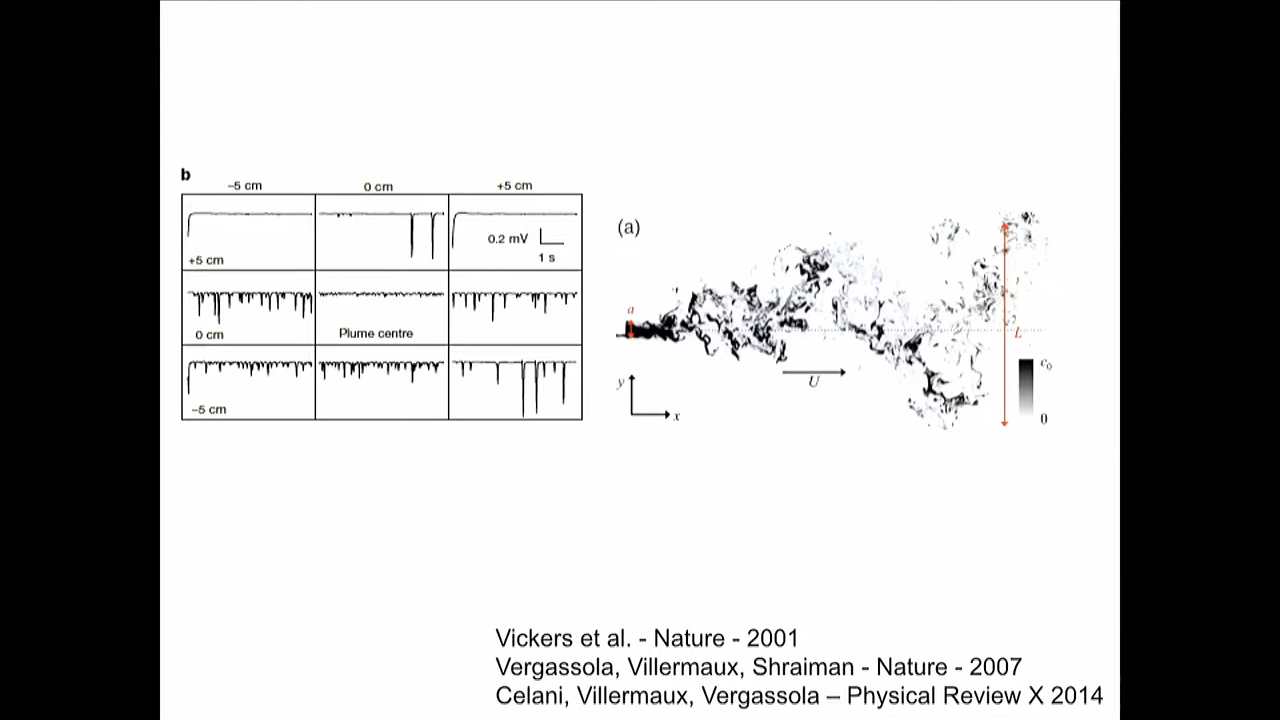 b
−5 cm 0 cm +5 cm
0.2 mV
1 s
+5 cm
0 cm
Plume centre
−5 cm
(a)
a
L
U
y
x
c0
0
Vickers et al. - Nature - 2001
Vergassola, Villermaux, Shraiman - Nature - 2007
Celani, Villermaux, Vergassola – Physical Review X 2014